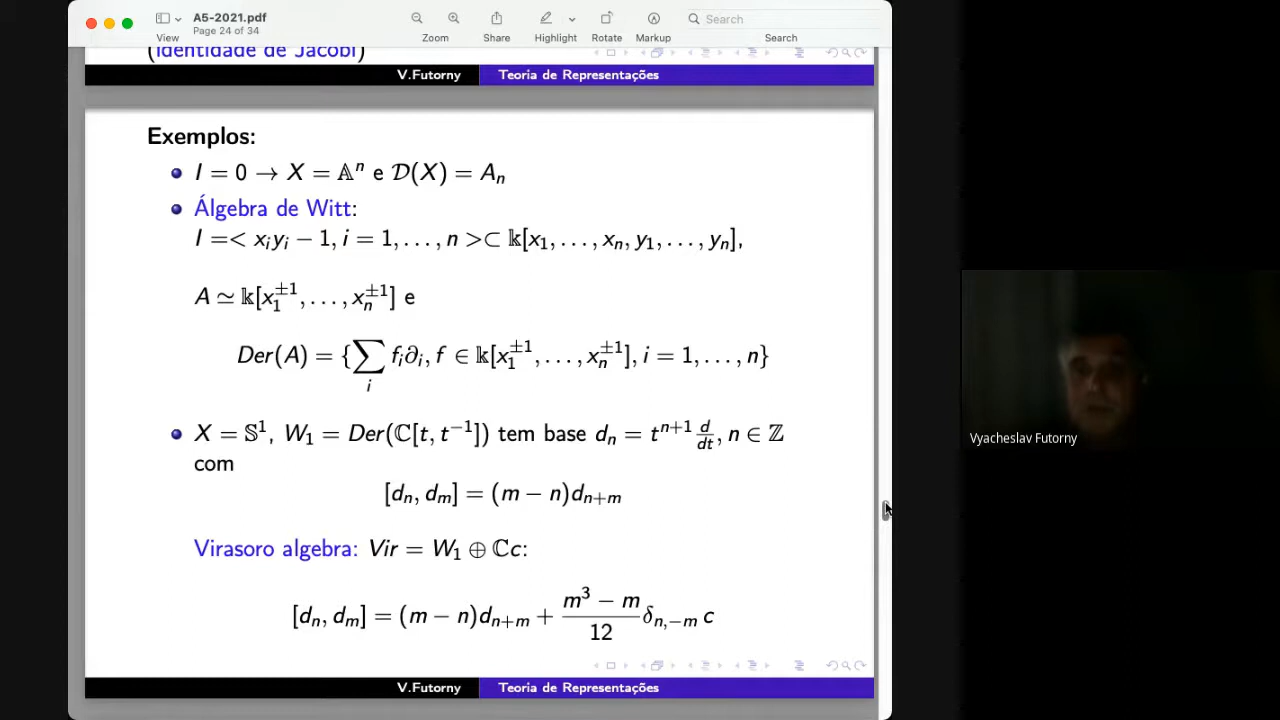 A5-2021.pdf
Page 24 of 34
View
Zoom
Share
Highlight
Rotate
Markup
Search
Search
(Identidade de Jacobi)
V.Futorny Teoria de Representações
Exemplos:
I = 0 → X = 𝔸ⁿ e 𝒟(X) = Aₙ
Álgebra de Witt:
I =< xᵢyᵢ − 1, i = 1, . . . , n >⊂ 𝕜[x₁, . . . , xₙ, y₁, . . . , yₙ],
A ≃ 𝕜[x₁^{±1}, . . . , xₙ^{±1}] e
Der(A) = {∑ᵢ fᵢ∂ᵢ, f ∈ 𝕜[x₁^{±1}, . . . , xₙ^{±1}], i = 1, . . . , n}
X = 𝕊¹, W₁ = Der(ℂ[t, t⁻¹]) tem base dₙ = tⁿ⁺¹ d/dt, n ∈ ℤ
com
[dₙ, dₘ] = (m − n)dₙ₊ₘ
Virasoro algebra: Vir = W₁ ⊕ ℂc:
[dₙ, dₘ] = (m − n)dₙ₊ₘ + (m³ − m)/12 δ_{n,−m} c
V.Futorny Teoria de Representações
Vyacheslav Futorny